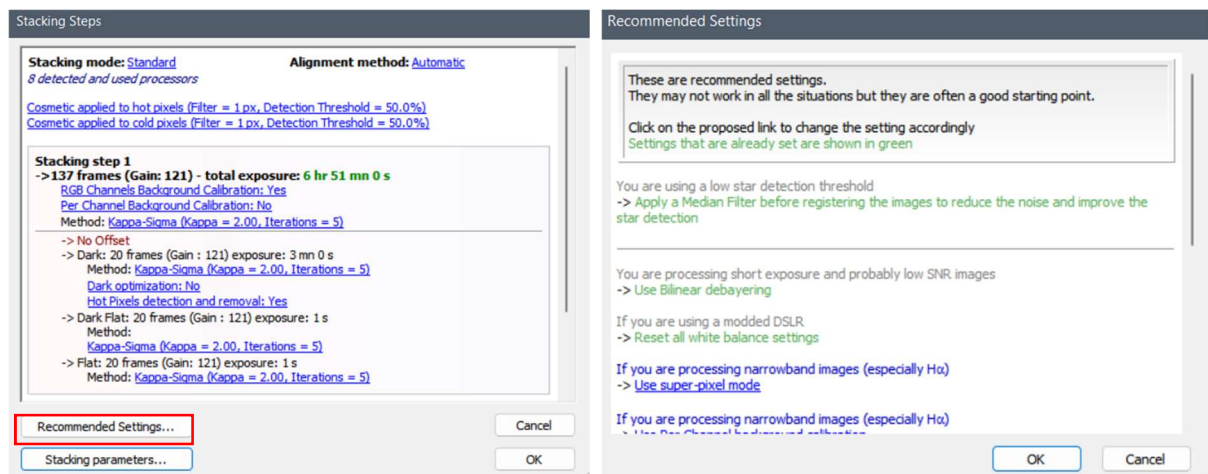 Stacking Steps
Stacking mode: Standard Alignment method: Automatic
8 detected and used processors
Cosmetic applied to hot pixels (Filter = 1 px, Detection Threshold = 50.0%)
Cosmetic applied to cold pixels (Filter = 1 px, Detection Threshold = 50.0%)
Stacking step 1
->137 frames (Gain: 121) - total exposure: 6 hr 51 mn 0 s
RGB Channels Background Calibration: Yes
Per Channel Background Calibration: No
Method: Kappa-Sigma (Kappa = 2.00, Iterations = 5)
-> No Offset
-> Dark: 20 frames (Gain : 121) exposure: 3 mn 0 s
Method: Kappa-Sigma (Kappa = 2.00, Iterations = 5)
Dark optimization: No
Hot Pixels detection and removal: Yes
-> Dark Flat: 20 frames (Gain : 121) exposure: 1 s
Method:
Kappa-Sigma (Kappa = 2.00, Iterations = 5)
-> Flat: 20 frames (Gain: 121) exposure: 1 s
Method: Kappa-Sigma (Kappa = 2.00, Iterations = 5)
Recommended Settings...
Cancel
Stacking parameters...
OK
Recommended Settings
These are recommended settings.
They may not work in all the situations but they are often a good starting point.
Click on the proposed link to change the setting accordingly
Settings that are already set are shown in green
You are using a low star detection threshold
-> Apply a Median Filter before registering the images to reduce the noise and improve the
star detection
You are processing short exposure and probably low SNR images
-> Use Bilinear debayering
If you are using a modded DSLR
-> Reset all white balance settings
If you are processing narrowband images (especially Hα)
-> Use super-pixel mode
If you are processing narrowband images (especially Hα)
-> Use Per Channel background calibration
OK
Cancel